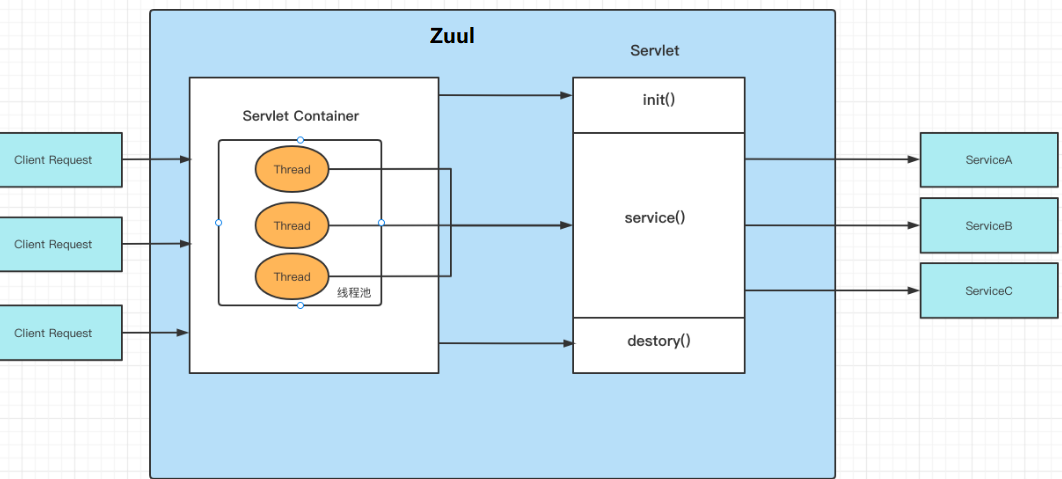 Zuul
Servlet
init()
Servlet Container
Client Request
Thread
ServiceA
service()
Thread
ServiceB
Client Request
Thread
线程池
ServiceC
Client Request
destory()